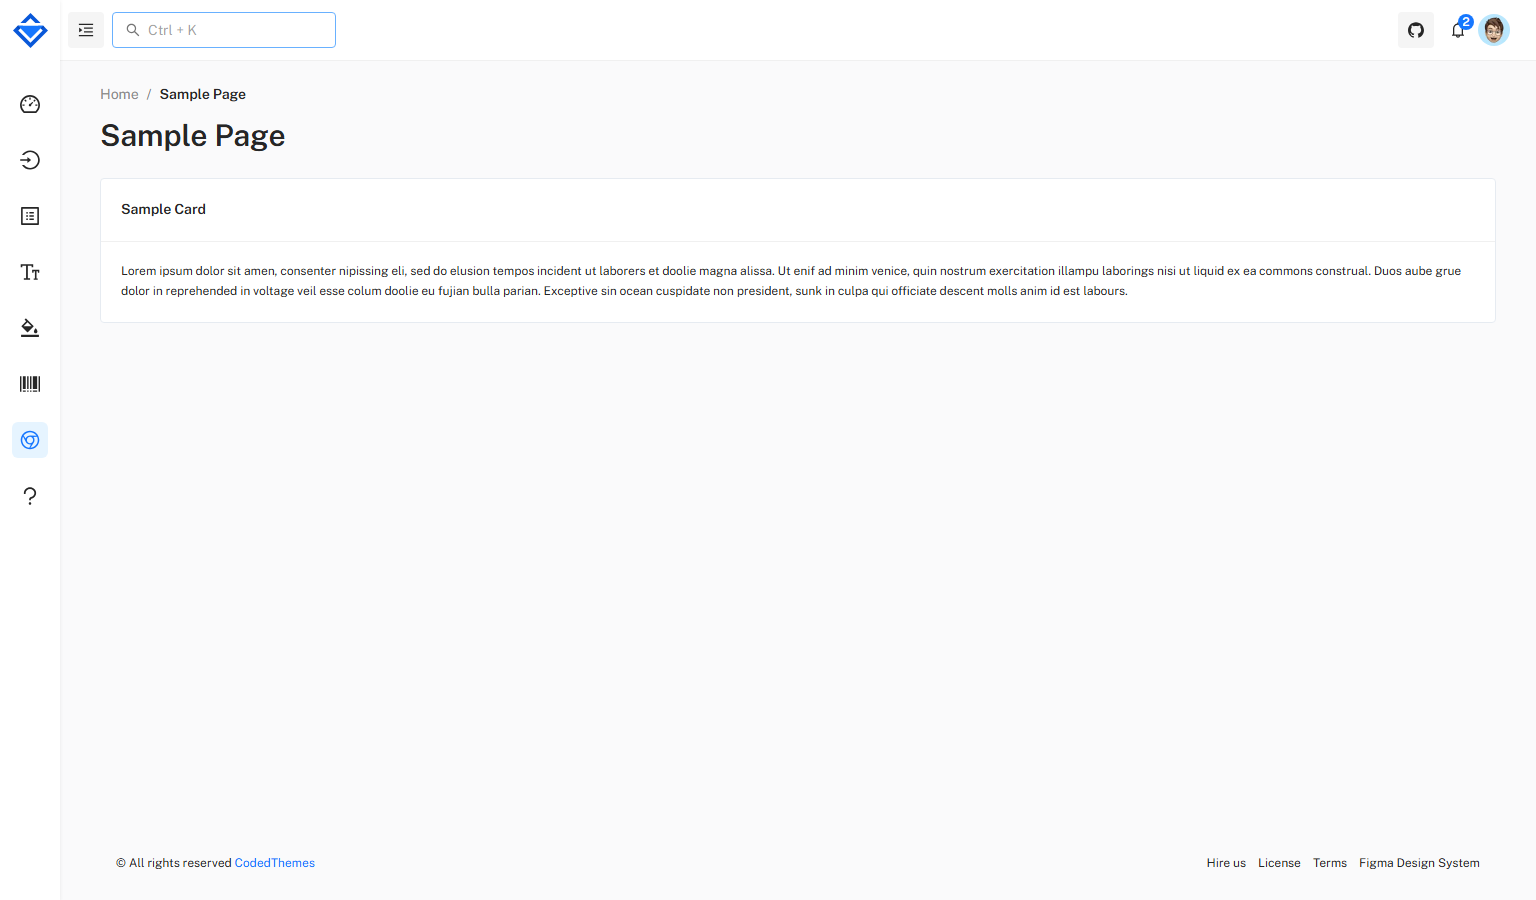 Ctrl + K
2
Home / Sample Page
Sample Page
Sample Card
Lorem ipsum dolor sit amen, consenter nipissing eli, sed do elusion tempos incident ut laborers et doolie magna alissa. Ut enif ad minim venice, quin nostrum exercitation illampu laborings nisi ut liquid ex ea commons construal. Duos aube grue
dolor in reprehended in voltage veil esse colum doolie eu fujian bulla parian. Exceptive sin ocean cuspidate non president, sunk in culpa qui officiate descent molls anim id est labours.
© All rights reserved CodedThemes
Hire us License Terms Figma Design System